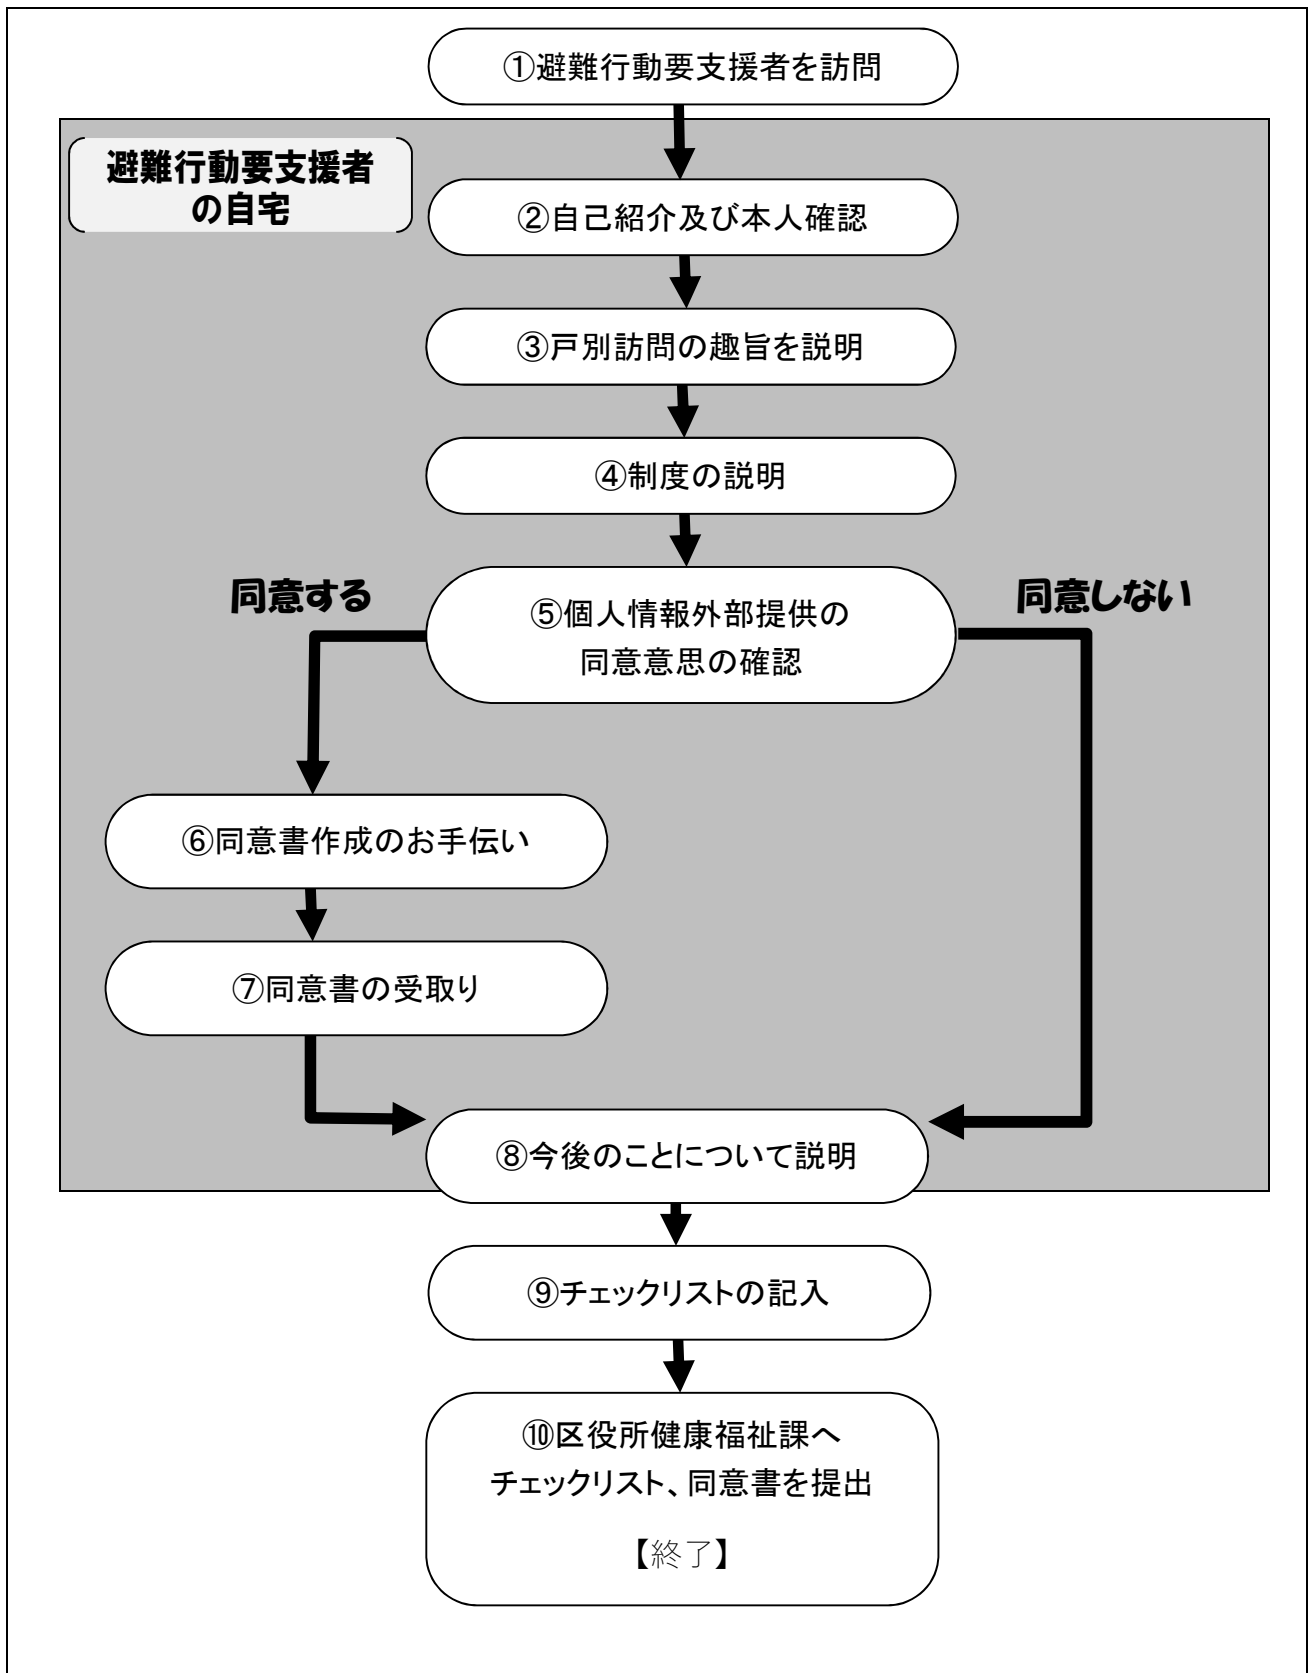 ①避難行動要支援者を訪問
避難行動要支援者
の自宅
②自己紹介及び本人確認
③戸別訪問の趣旨を説明
④制度の説明
同意する
同意しない
⑤個人情報外部提供の
同意意思の確認
⑥同意書作成のお手伝い
⑦同意書の受取り
⑧今後のことについて説明
⑨チェックリストの記入
⑩区役所健康福祉課へ
チェックリスト、同意書を提出
【終了】